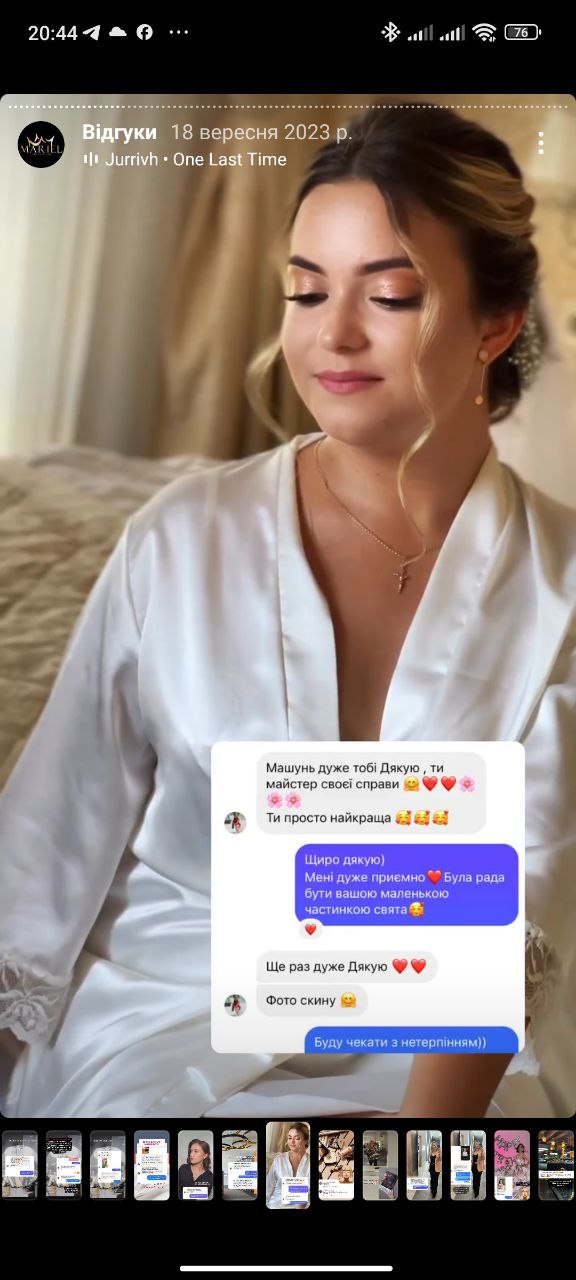 20:44
76
MARIEL
Відгуки 18 вересня 2023 р.
Jurrivh • One Last Time
Машунь дуже тобі Дякую , ти
майстер своєї справи 🤗❤️❤️🌸
🌸🌸
Ти просто найкраща 🥰🥰🥰
Щиро дякую)
Мені дуже приємно❤️Була рада
бути вашою маленькою
частинкою свята🥰
❤️
Ще раз дуже Дякую ❤️❤️
Фото скину 🤗
Буду чекати з нетерпінням))